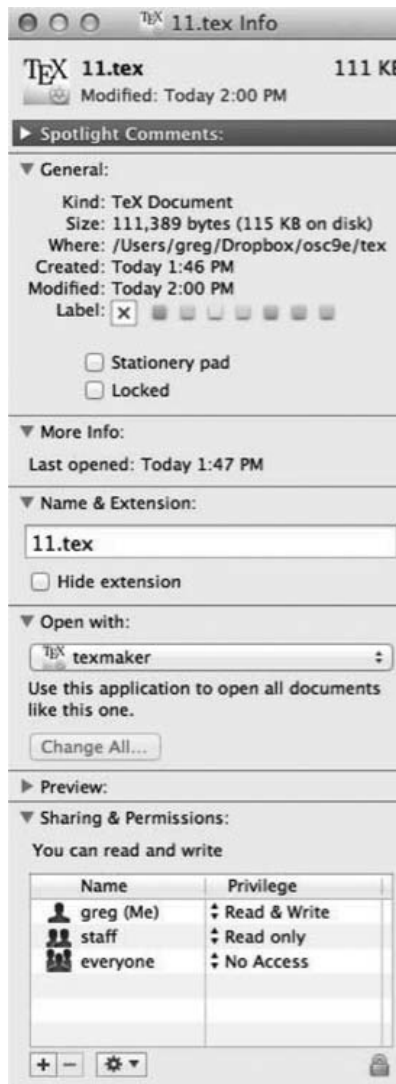 TEX 11.tex Info
TEX 11.tex 111 KB
Modified: Today 2:00 PM
Spotlight Comments:
General:
Kind: TeX Document
Size: 111,389 bytes (115 KB on disk)
Where: /Users/greg/Dropbox/osc9e/tex
Created: Today 1:46 PM
Modified: Today 2:00 PM
Label:
Stationery pad
Locked
More Info:
Last opened: Today 1:47 PM
Name & Extension:
11.tex
Hide extension
Open with:
TEX texmaker
Use this application to open all documents
like this one.
Change All...
Preview:
Sharing & Permissions:
You can read and write
Name Privilege
greg (Me) Read & Write
staff Read only
everyone No Access